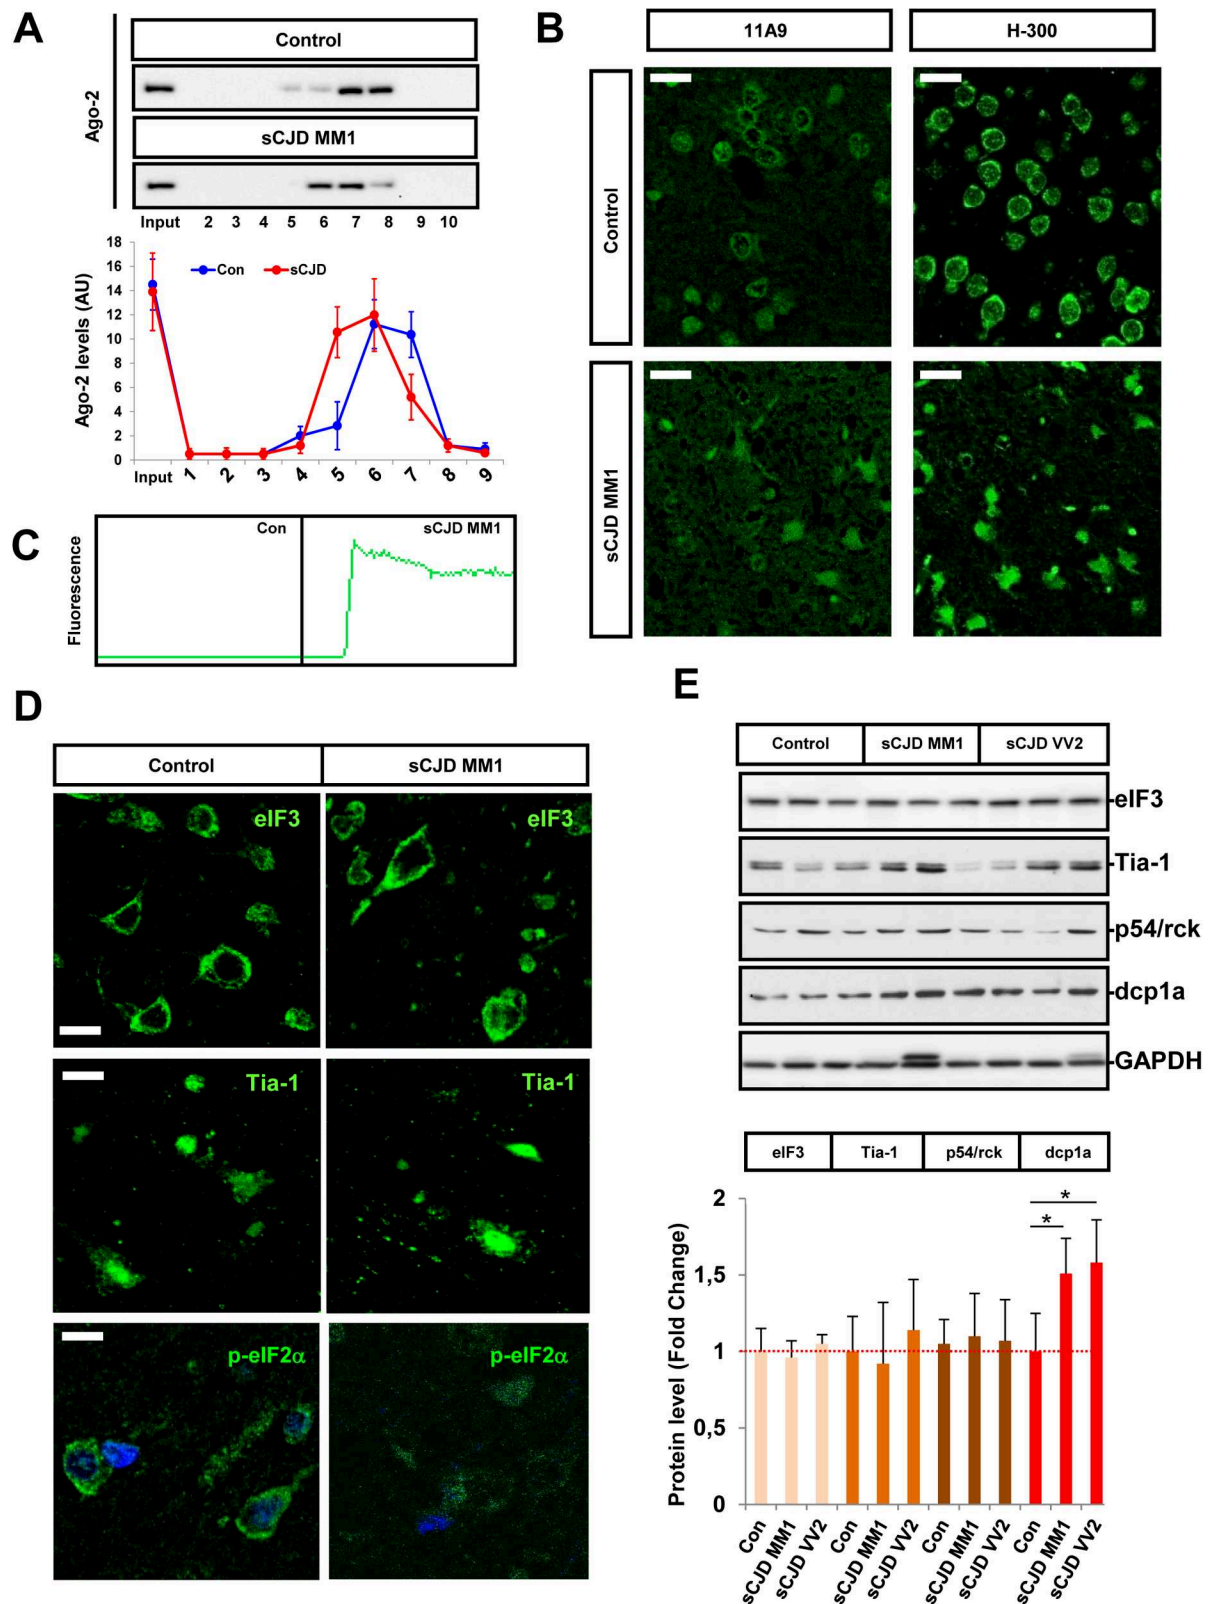 A
Control
Ago-2
sCJD MM1
Input 2 3 4 5 6 7 8 9 10
18
16
14
12
10
8
6
4
2
0
Ago-2 levels (AU)
Con sCJD
Input 1 2 3 4 5 6 7 8 9
B
11A9 H-300
Control
sCJD MM1
C
Fluorescence
Con sCJD MM1
D
Control sCJD MM1
eIF3 eIF3
Tia-1 Tia-1
p-eIF2α p-eIF2α
E
Control sCJD MM1 sCJD VV2
-eIF3
-Tia-1
-p54/rck
-dcp1a
-GAPDH
eIF3 Tia-1 p54/rck dcp1a
Protein level (Fold Change)
2
1,5
1
0,5
0
* *
Con sCJD MM1 sCJD VV2 Con sCJD MM1 sCJD VV2 Con sCJD MM1 sCJD VV2 Con sCJD MM1 sCJD VV2